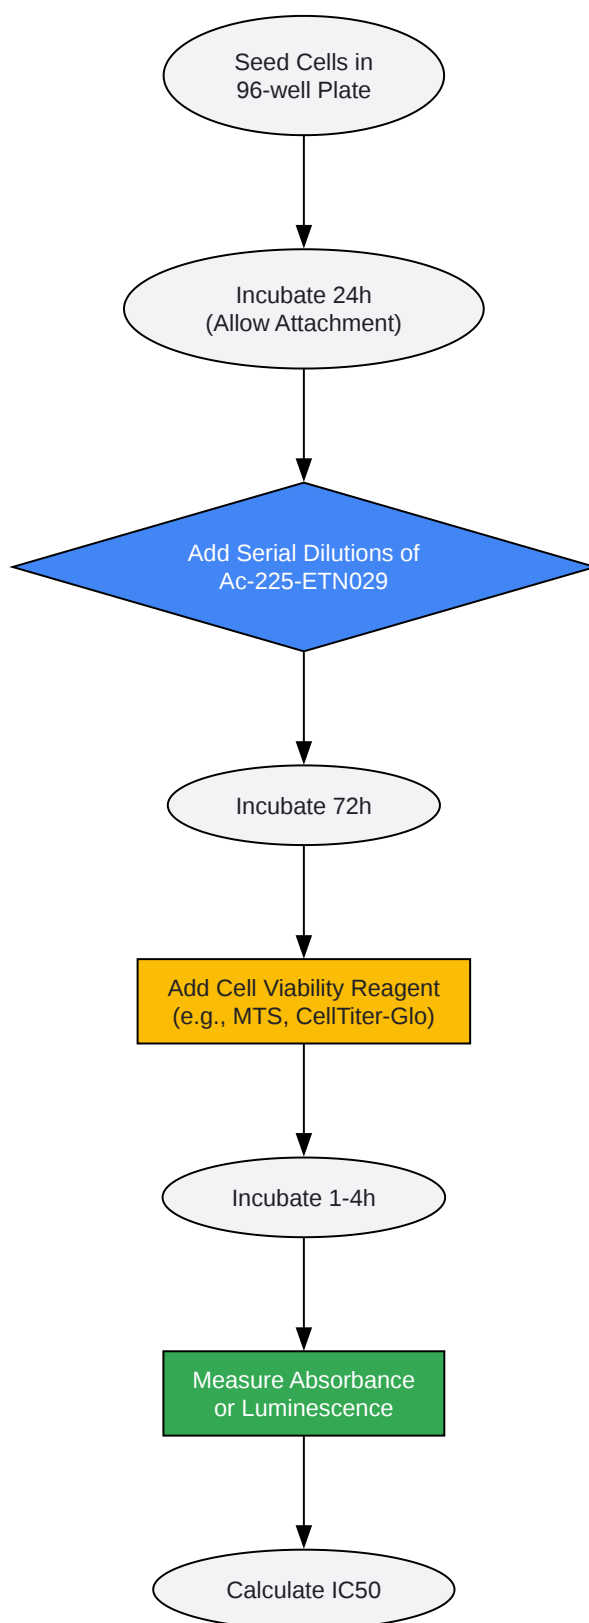 Seed Cells in
96-well Plate
Incubate 24h
(Allow Attachment)
Add Serial Dilutions of
Ac-225-ETN029
Incubate 72h
Add Cell Viability Reagent
(e.g., MTS, CellTiter-Glo)
Incubate 1-4h
Measure Absorbance
or Luminescence
Calculate IC50